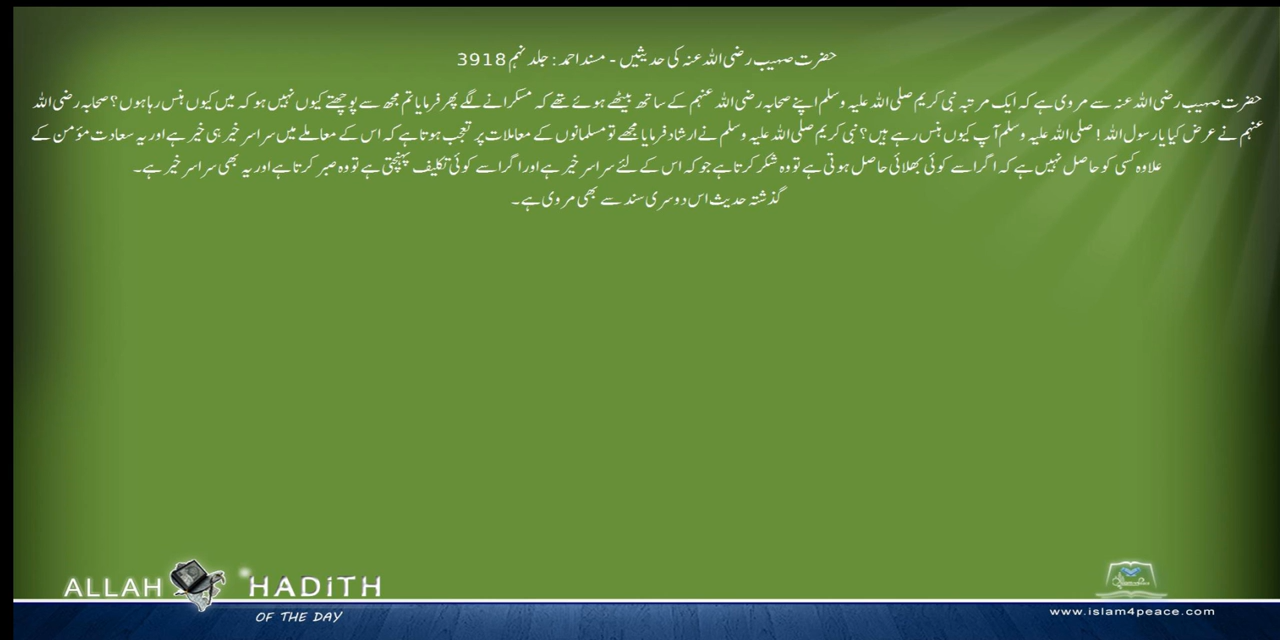 حضرت صہیب رضی اللہ عنہ کی حدیثیں - مسند احمد : جلد نہم 3918
حضرت صہیب رضی اللہ عنہ سے مروی ہے کہ ایک مرتبہ نبی کریم صلی اللہ علیہ وسلم اپنے صحابہ رضی اللہ عنہم کے ساتھ بیٹھے ہوئے تھے کہ مسکرانے لگے پھر فرمایا تم مجھ سے پوچھتے کیوں نہیں ہو کہ میں کیوں ہنس رہا ہوں؟ صحابہ رضی اللہ
عنہم نے عرض کیا یا رسول اللہ ! صلی اللہ علیہ وسلم آپ کیوں ہنس رہے ہیں؟ نبی کریم صلی اللہ علیہ وسلم نے ارشاد فرمایا مجھے تو مسلمانوں کے معاملات پر تعجب ہوتا ہے کہ اس کے معاملے میں سراسر خیر ہی خیر ہے اور یہ سعادت مؤمن کے
علاوہ کسی کو حاصل نہیں ہے کہ اگر اسے کوئی بھلائی حاصل ہوتی ہے تو وہ شکر کرتا ہے جو کہ اس کے لئے سراسر خیر ہے اور اگر اسے کوئی تکلیف پہنچتی ہے تو وہ صبر کرتا ہے اور یہ بھی سراسر خیر ہے۔
گذشتہ حدیث اس دوسری سند سے بھی مروی ہے۔
ALLAH HADITH
OF THE DAY
www.islam4peace.com